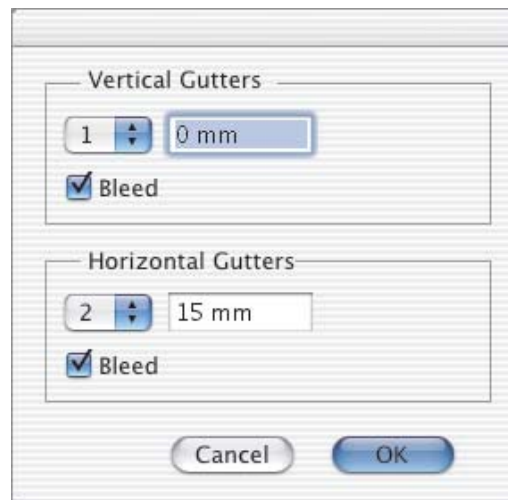 Vertical Gutters
1 0 mm
Bleed
Horizontal Gutters
2 15 mm
Bleed
Cancel OK